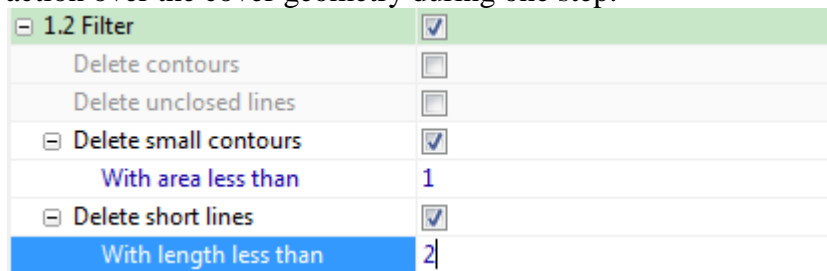 action over the cover geometry during one step.
1.2 Filter
Delete contours
Delete unclosed lines
Delete small contours
With area less than 1
Delete short lines
With length less than 2